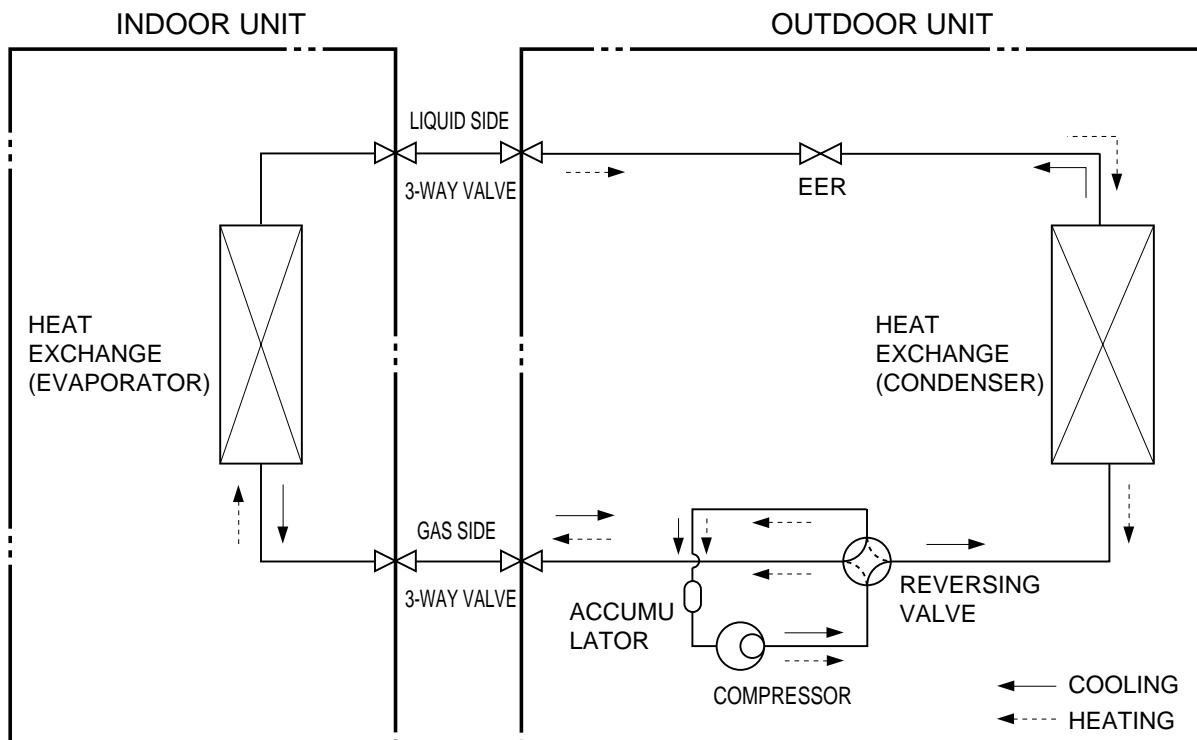 INDOOR UNIT
OUTDOOR UNIT
LIQUID SIDE
3-WAY VALVE
EER
HEAT
EXCHANGE
(EVAPORATOR)
HEAT
EXCHANGE
(CONDENSER)
GAS SIDE
3-WAY VALVE
ACCUMU
LATOR
REVERSING
VALVE
COMPRESSOR
COOLING
HEATING